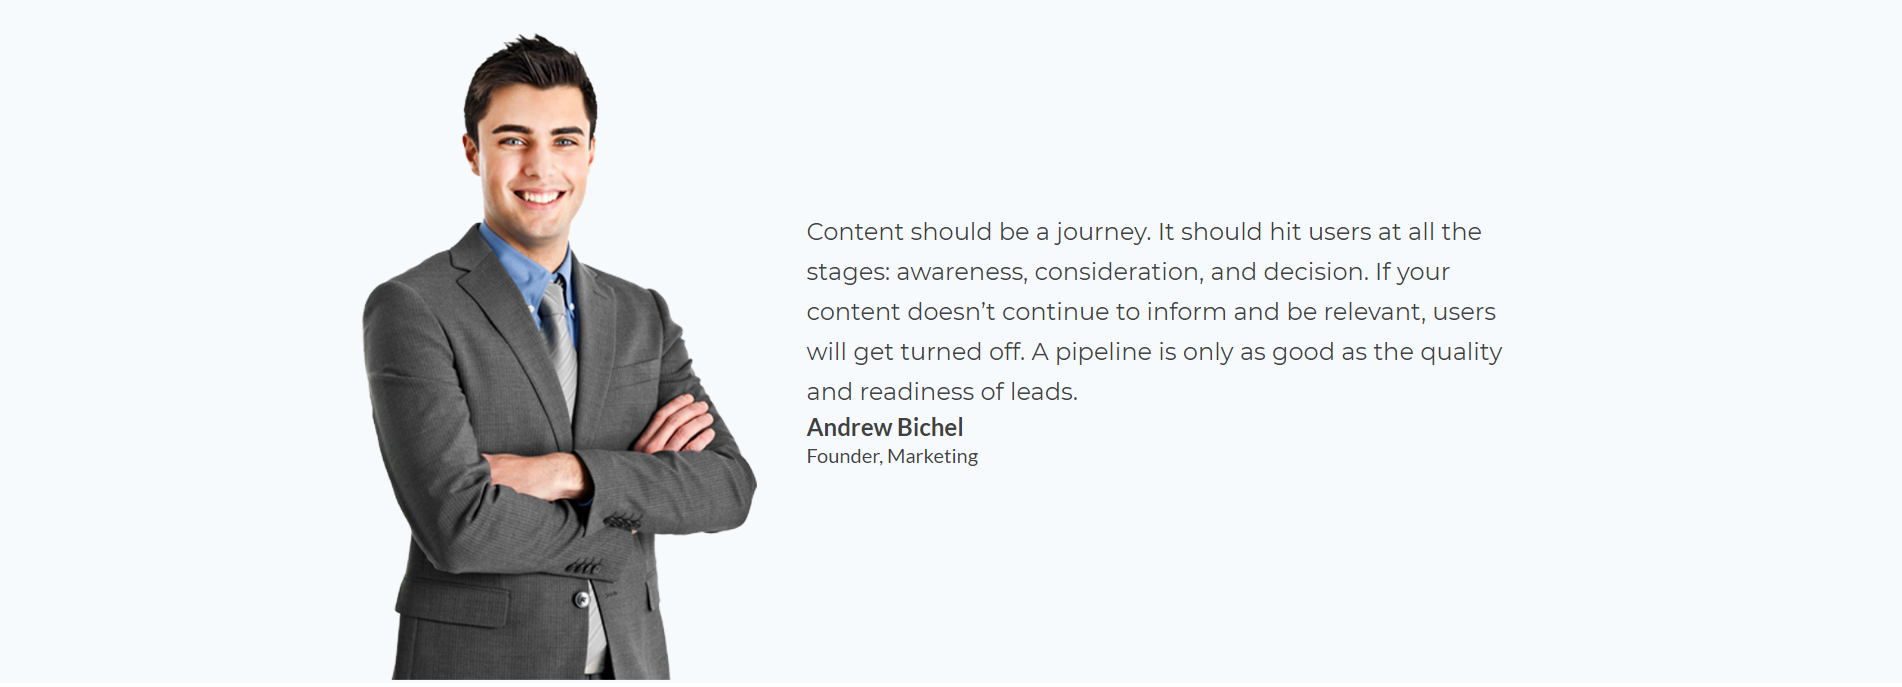 Content should be a journey. It should hit users at all the
stages: awareness, consideration, and decision. If your
content doesn’t continue to inform and be relevant, users
will get turned off. A pipeline is only as good as the quality
and readiness of leads.
Andrew Bichel
Founder, Marketing